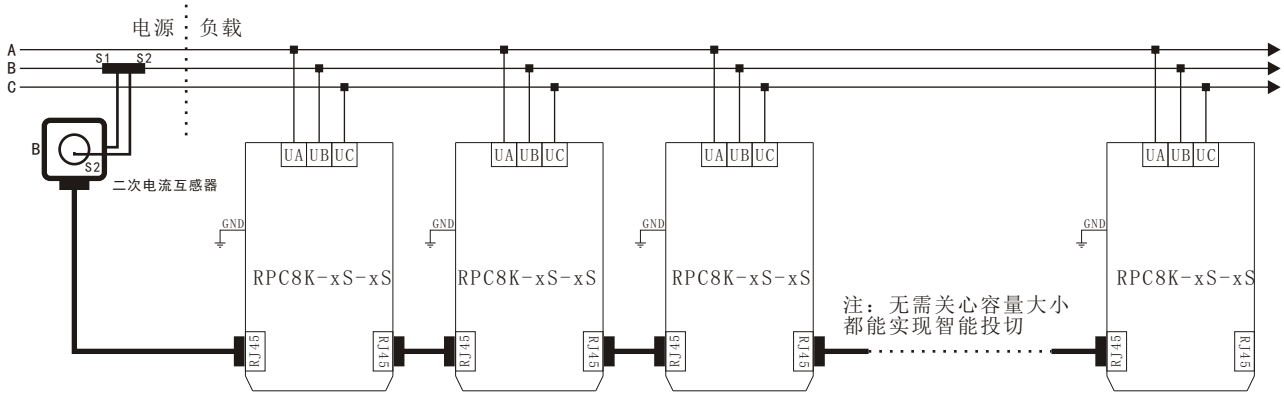 电源 负载
A
S1 S2
B
C
B
S2
二次电流互感器
UA UB UC
UA UB UC
UA UB UC
UA UB UC
GND
GND
GND
GND
RPC8K-xS-xS
RPC8K-xS-xS
RPC8K-xS-xS
RPC8K-xS-xS
注：无需关心容量大小
都能实现智能投切
RJ45
RJ45
RJ45
RJ45
RJ45
RJ45
RJ45
RJ45